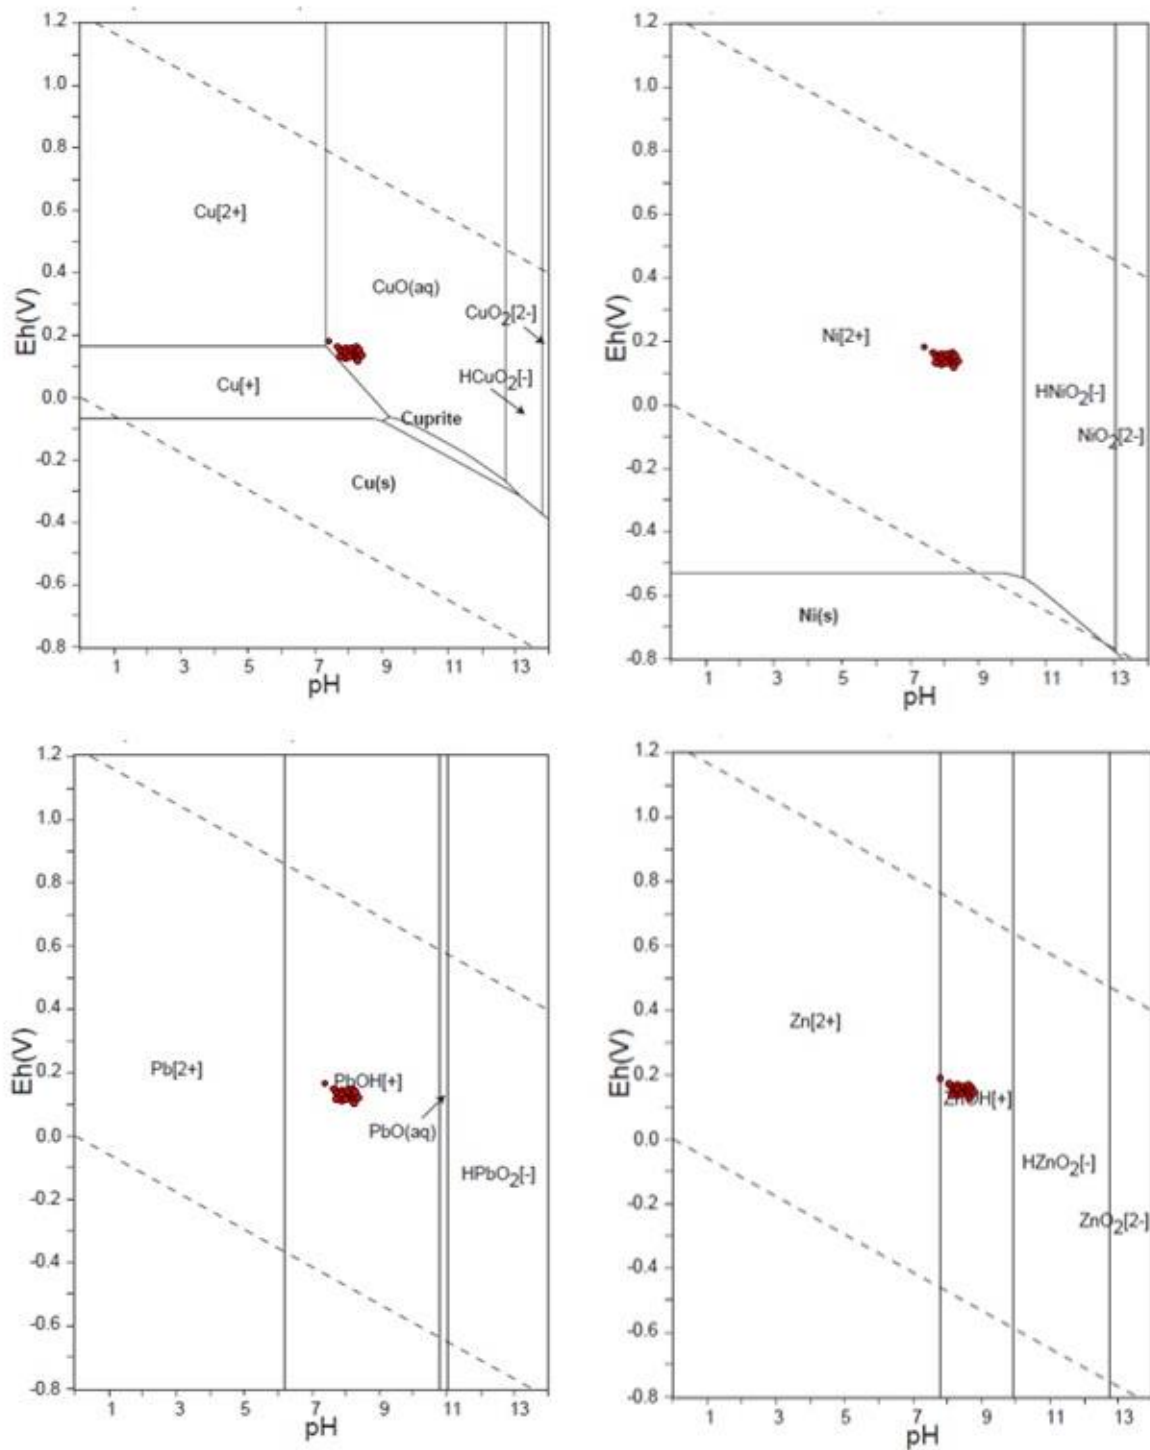 1.2
1.0
0.8
0.6
0.4
0.2
0.0
-0.2
-0.4
-0.6
-0.8
Eh(V)
Cu[2+]
CuO(aq)
CuO2[2-]
HCuO2[-]
Cu[+]
Cuprite
Cu(s)
1 3 5 7 9 11 13
pH
1.2
1.0
0.8
0.6
0.4
0.2
0.0
-0.2
-0.4
-0.6
-0.8
Eh(V)
Ni[2+]
HNiO2[-]
NiO2[2-]
Ni(s)
1 3 5 7 9 11 13
pH
1.2
1.0
0.8
0.6
0.4
0.2
0.0
-0.2
-0.4
-0.6
-0.8
Eh(V)
Pb[2+]
PbOH[+]
PbO(aq)
HPbO2[-]
1 3 5 7 9 11 13
pH
1.2
1.0
0.8
0.6
0.4
0.2
0.0
-0.2
-0.4
-0.6
-0.8
Eh(V)
Zn[2+]
ZnOH[+]
HZnO2[-]
ZnO2[2-]
1 3 5 7 9 11 13
pH